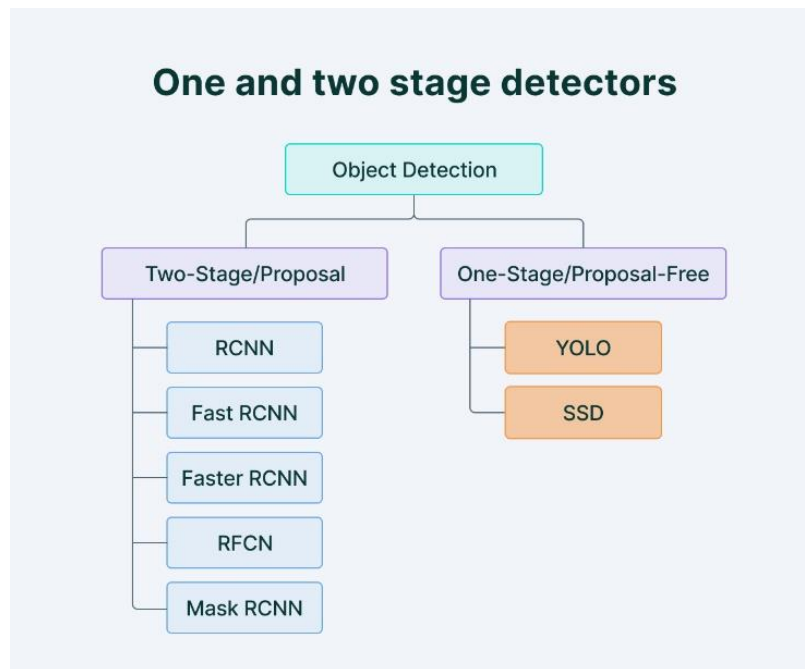 One and two stage detectors
Object Detection
Two-Stage/Proposal
One-Stage/Proposal-Free
RCNN
Fast RCNN
Faster RCNN
RFCN
Mask RCNN
YOLO
SSD